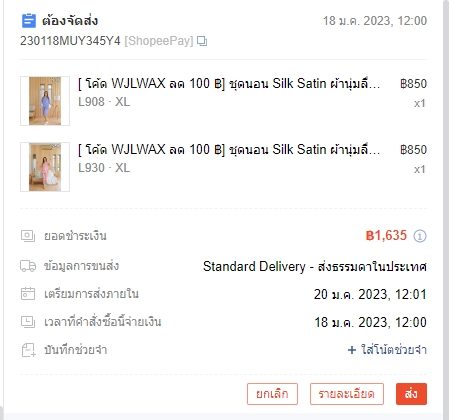 ต้องจัดส่ง 18 ม.ค. 2023, 12:00
230118MUY345Y4 [ShopeePay]
[ โค้ด WJLWAX ลด 100 ฿] ชุดนอน Silk Satin ผ้านุ่มลื่... ฿850
L908 · XL x1
[ โค้ด WJLWAX ลด 100 ฿] ชุดนอน Silk Satin ผ้านุ่มลื่... ฿850
L930 · XL x1
ยอดชำระเงิน ฿1,635
ข้อมูลการขนส่ง Standard Delivery - ส่งธรรมดาในประเทศ
เตรียมการส่งภายใน 20 ม.ค. 2023, 12:01
เวลาที่คำสั่งซื้อนี้จ่ายเงิน 18 ม.ค. 2023, 12:00
บันทึกช่วยจำ + ใส่โน้ตช่วยจำ
ยกเลิก รายละเอียด ส่ง